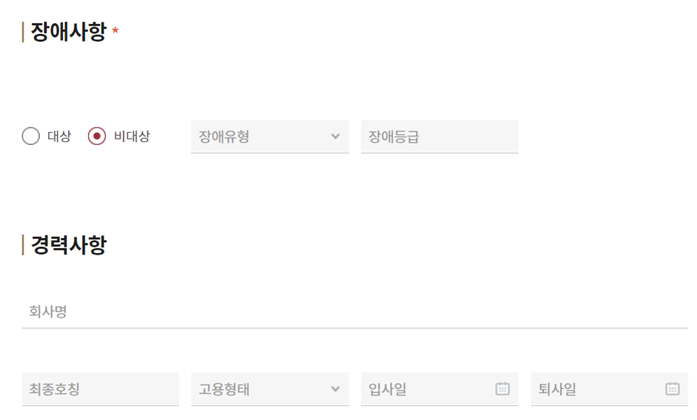 장애사항 *
대상 비대상 장애유형 장애등급
경력사항
회사명
최종호칭 고용형태 입사일 퇴사일